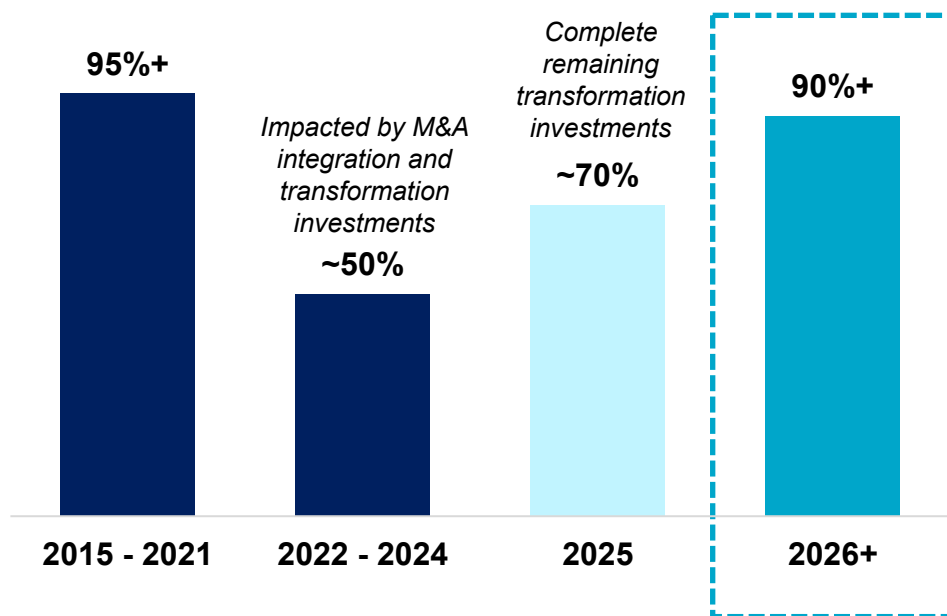 95%+
Impacted by M&A
integration and
transformation
investments
~50%
Complete
remaining
transformation
investments
~70%
90%+
2015 - 2021
2022 - 2024
2025
2026+